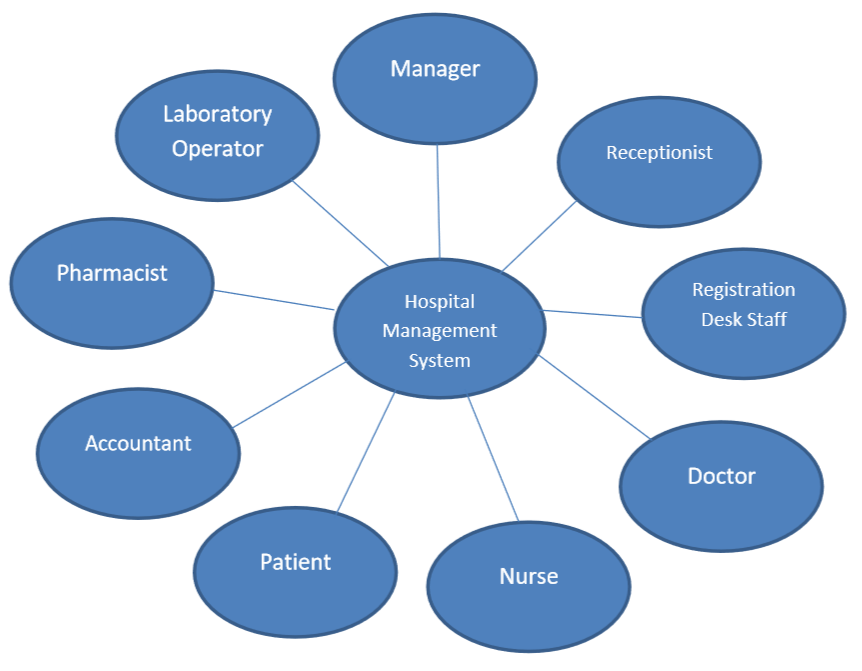 Manager
Laboratory
Operator
Receptionist
Pharmacist
Hospital
Management
System
Registration
Desk Staff
Accountant
Doctor
Patient
Nurse